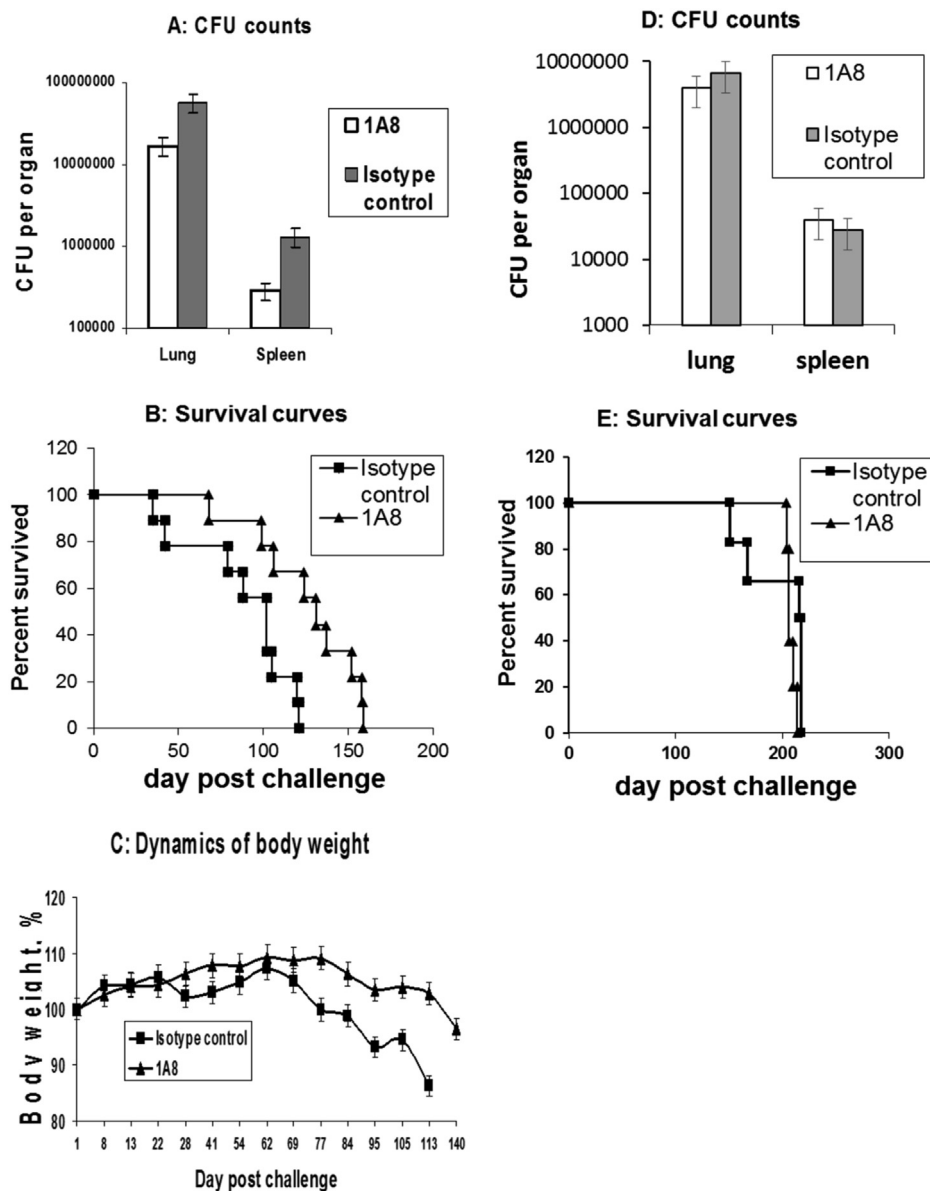 A: CFU counts
CFU per organ
100000000
10000000
1000000
100000
Lung Spleen
1A8
Isotype
control
D: CFU counts
CFU per organ
10000000
1000000
100000
10000
1000
lung spleen
1A8
Isotype
control
B: Survival curves
Percent survived
120
100
80
60
40
20
0
0 50 100 150 200
day post challenge
Isotype
control
1A8
E: Survival curves
Percent survived
120
100
80
60
40
20
0
0 100 200 300
day post challenge
Isotype
control
1A8
C: Dynamics of body weight
Body weight, %
120
110
100
90
80
1 8 13 22 28 41 54 62 69 77 84 95 105 113 140
Day post challenge
Isotype control
1A8